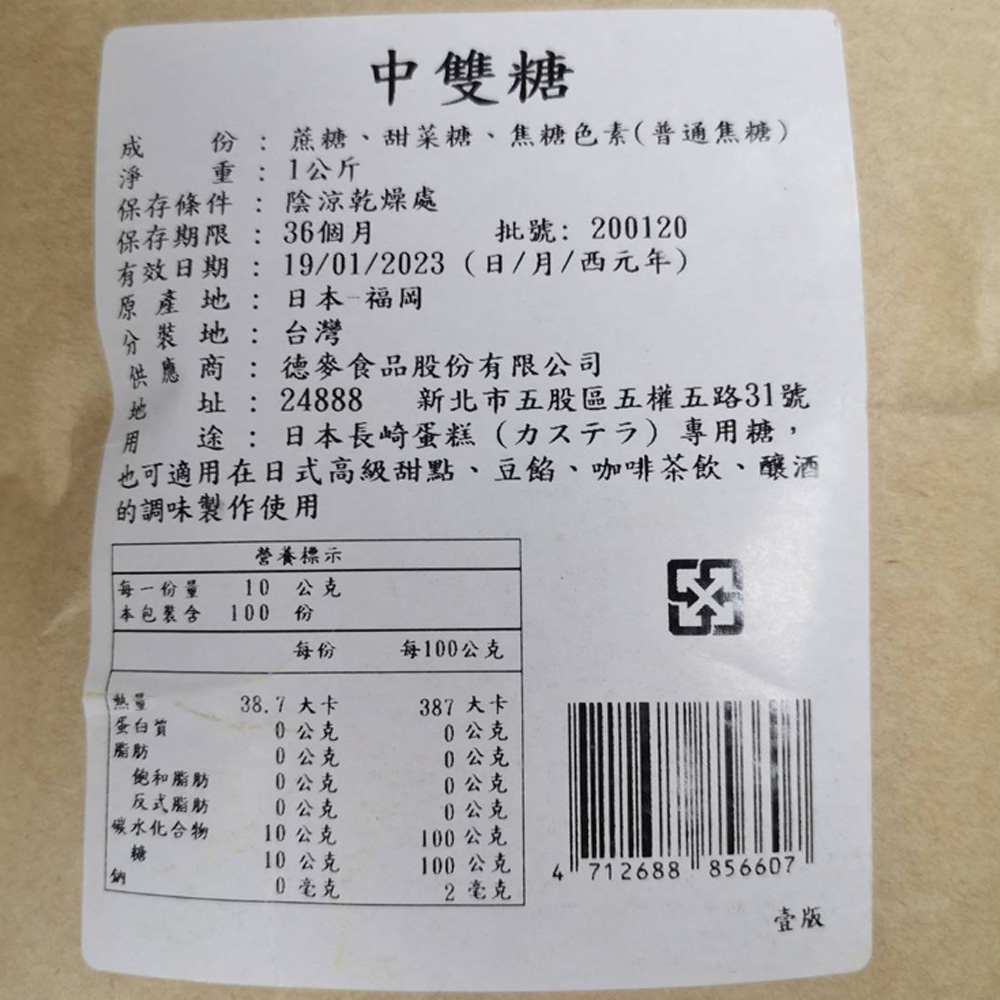 中雙糖
成份：蔗糖、甜菜糖、焦糖色素(普通焦糖)
淨重：1公斤
保存條件：陰涼乾燥處
保存期限：36個月 批號: 200120
有效日期：19/01/2023（日/月/西元年）
原產地：日本-福岡
分裝地：台灣
供應商：德麥食品股份有限公司
地址：24888 新北市五股區五權五路31號
用途：日本長崎蛋糕（カステラ）專用糖，
也可適用在日式高級甜點、豆餡、咖啡茶飲、釀酒
的調味製作使用
營養標示
每一份量 10 公克
本包裝含 100 份
每份 每100公克
熱量 38.7 大卡 387 大卡
蛋白質 0 公克 0 公克
脂肪 0 公克 0 公克
飽和脂肪 0 公克 0 公克
反式脂肪 0 公克 0 公克
碳水化合物 10 公克 100 公克
糖 10 公克 100 公克
鈉 0 毫克 2 毫克
4 712688 856607
壹版